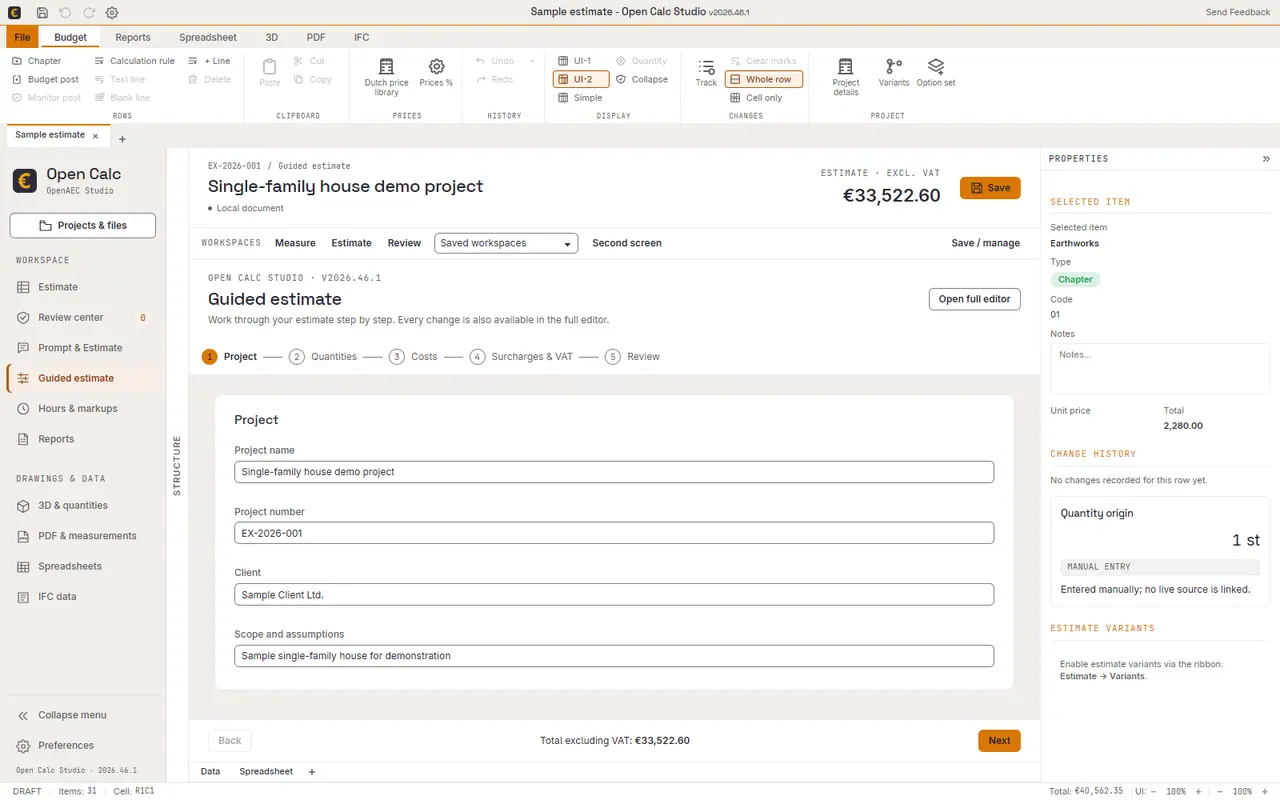 Sample estimate - Open Calc Studio v2026.46.1
Send Feedback
File Budget Reports Spreadsheet 3D PDF IFC
Chapter Calculation rule + Line
Budget post Text line Delete
Monitor post Blank line
ROWS
Paste Cut
Copy
CLIPBOARD
Dutch price library Prices %
PRICES
Undo
Redo
HISTORY
UI-1 Quantity
UI-2 Collapse
Simple
DISPLAY
Track Clear marks
Whole row
Cell only
CHANGES
Project details Variants Option set
PROJECT
Sample estimate × +
€ Open Calc
OpenAEC Studio
Projects & files
WORKSPACE
Estimate
Review center 0
Prompt & Estimate
Guided estimate
Hours & markups
Reports
DRAWINGS & DATA
3D & quantities
PDF & measurements
Spreadsheets
IFC data
Collapse menu
Preferences
Open Calc Studio · 2026.46.1
STRUCTURE
EX-2026-001 / Guided estimate
Single-family house demo project
Local document
ESTIMATE · EXCL. VAT
€33,522.60
Save
WORKSPACES Measure Estimate Review Saved workspaces Second screen Save / manage
OPEN CALC STUDIO · V2026.46.1
Guided estimate
Work through your estimate step by step. Every change is also available in the full editor.
Open full editor
1 Project 2 Quantities 3 Costs 4 Surcharges & VAT 5 Review
Project
Project name
Single-family house demo project
Project number
EX-2026-001
Client
Sample Client Ltd.
Scope and assumptions
Sample single-family house for demonstration
Back Total excluding VAT: €33,522.60 Next
Data Spreadsheet +
PROPERTIES »
SELECTED ITEM
Selected item
Earthworks
Type
Chapter
Code
01
Notes
Notes...
Unit price Total
2,280.00
CHANGE HISTORY
No changes recorded for this row yet.
Quantity origin
1 st
MANUAL ENTRY
Entered manually; no live source is linked.
ESTIMATE VARIANTS
Enable estimate variants via the ribbon:
Estimate → Variants.
DRAFT Items: 31 Cell: R1C1 Total: €40,562.35 UI: − 100% + − 100% +